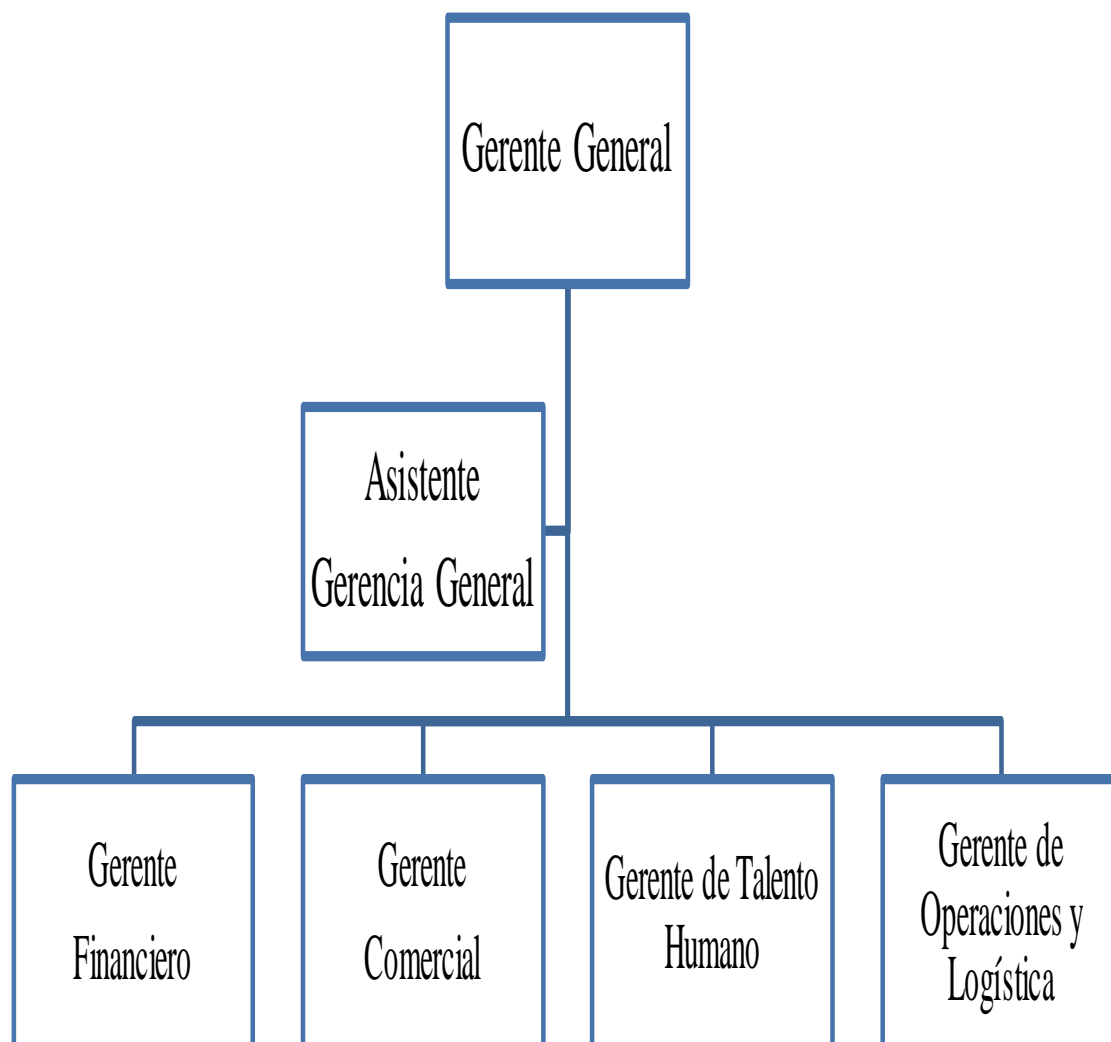 Gerente General
Asistente
Gerencia General
Gerente
Financiero
Gerente
Comercial
Gerente de Talento
Humano
Gerente de
Operaciones y
Logística